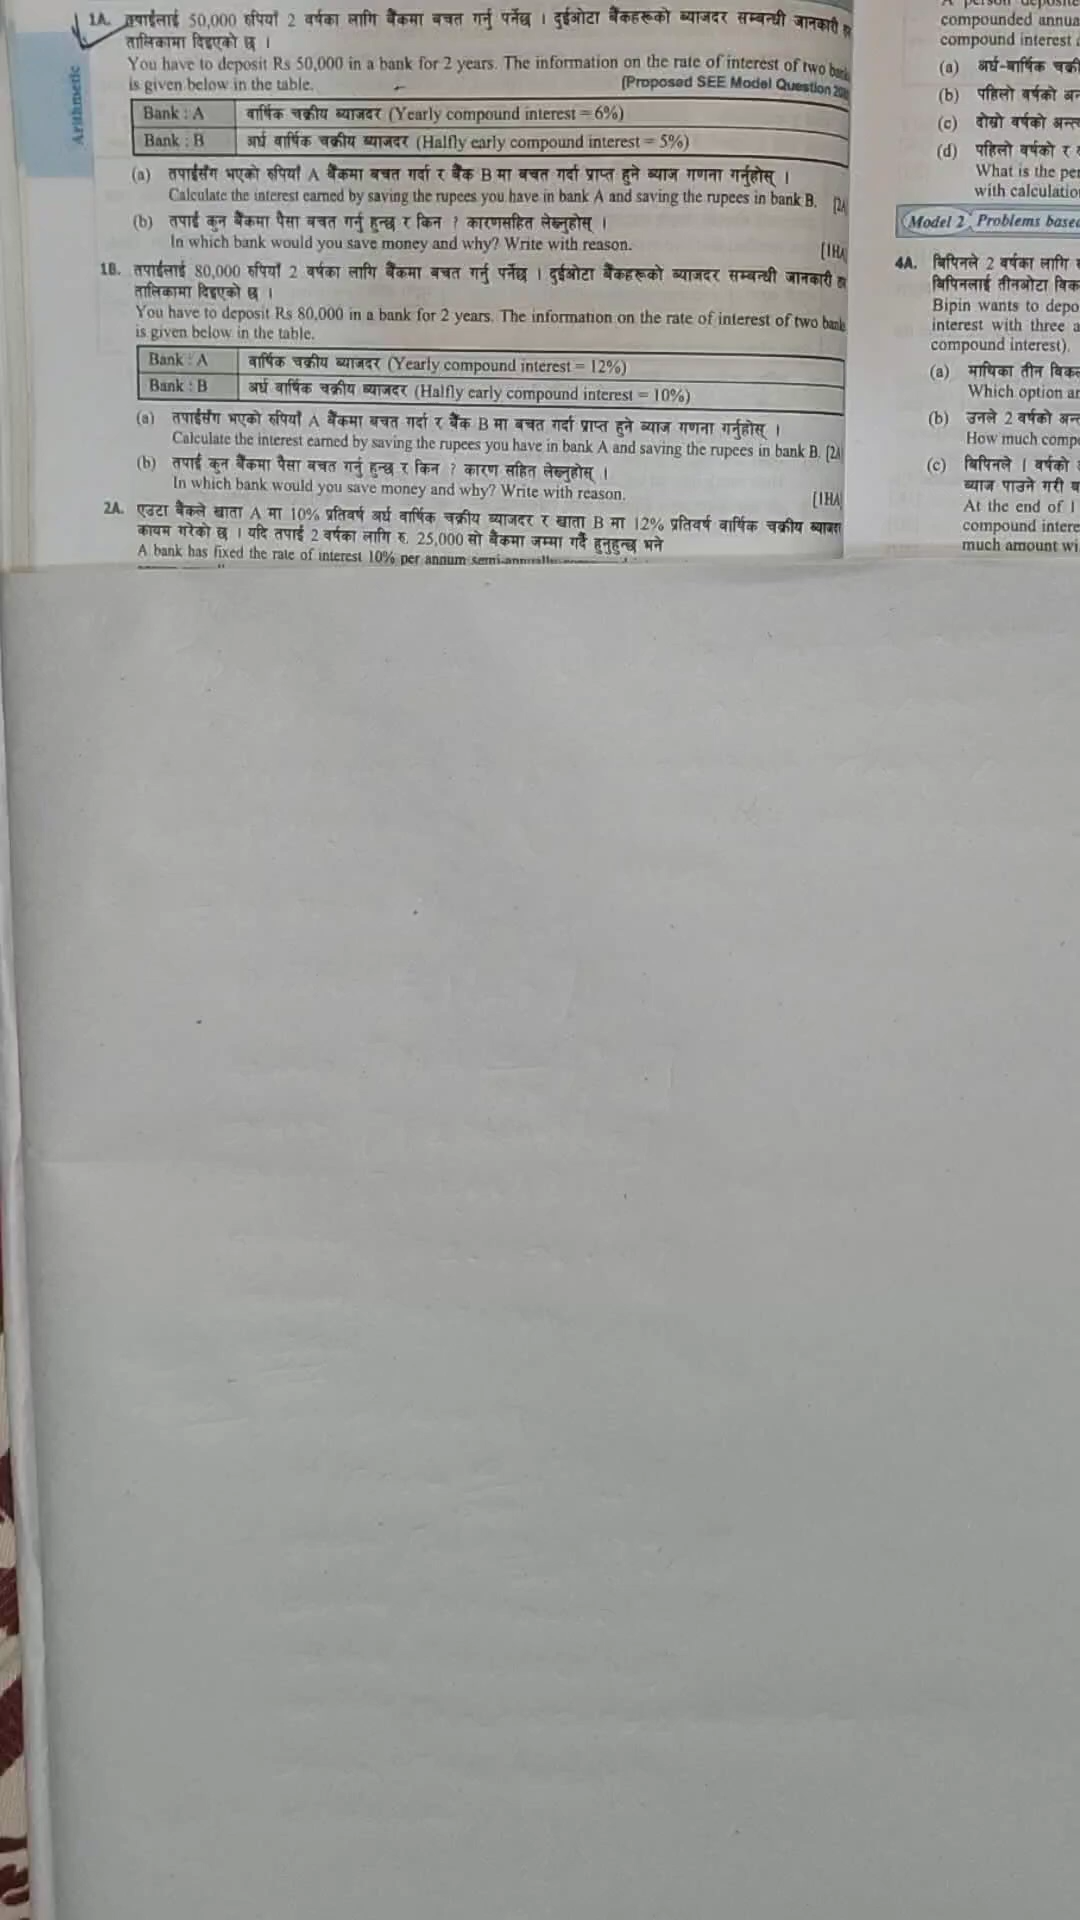 Arithmetic
1A. तपाईंलाई 50,000 रुपियाँ 2 वर्षका लागि बैंकमा बचत गर्नु पर्नेछ । दुईओटा बैंकहरूको ब्याजदर सम्बन्धी जानकारी
तालिकामा दिइएको छ ।
You have to deposit Rs 50,000 in a bank for 2 years. The information on the rate of interest of two
is given below in the table.
[Proposed SEE Model Question
Bank : A वार्षिक चक्रीय ब्याजदर (Yearly compound interest = 6%)
Bank : B अर्ध वार्षिक चक्रीय ब्याजदर (Halfly early compound interest = 5%)
(a) तपाईंसँग भएको रुपियाँ A बैंकमा बचत गर्दा र बैंक B मा बचत गर्दा प्राप्त हुने ब्याज गणना गर्नुहोस् ।
Calculate the interest earned by saving the rupees you have in bank A and saving the rupees in bank B. [2A
(b) तपाईं कुन बैंकमा पैसा बचत गर्नु हुन्छ र किन ? कारणसहित लेख्नुहोस् ।
In which bank would you save money and why? Write with reason. [1HA
1B. तपाईंलाई 80,000 रुपियाँ 2 वर्षका लागि बैंकमा बचत गर्नु पर्नेछ । दुईओटा बैंकहरूको ब्याजदर सम्बन्धी जानकारी
तालिकामा दिइएको छ ।
You have to deposit Rs 80,000 in a bank for 2 years. The information on the rate of interest of two
is given below in the table.
Bank : A वार्षिक चक्रीय ब्याजदर (Yearly compound interest = 12%)
Bank : B अर्ध वार्षिक चक्रीय ब्याजदर (Halfly early compound interest = 10%)
(a) तपाईंसँग भएको रुपियाँ A बैंकमा बचत गर्दा र बैंक B मा बचत गर्दा प्राप्त हुने ब्याज गणना गर्नुहोस् ।
Calculate the interest earned by saving the rupees you have in bank A and saving the rupees in bank B. [2A
(b) तपाईं कुन बैंकमा पैसा बचत गर्नु हुन्छ र किन ? कारण सहित लेख्नुहोस् ।
In which bank would you save money and why? Write with reason. [1HA
2A. एउटा बैंकले खाता A मा 10% प्रतिवर्ष अर्ध वार्षिक चक्रीय ब्याजदर र खाता B मा 12% प्रतिवर्ष वार्षिक चक्रीय
कायम गरेको छ । यदि तपाईं 2 वर्षका लागि रु. 25,000 सो बैंकमा जम्मा गर्दै हुनुहुन्छ भने
A bank has fixed the rate of interest 10% per annum
compounded annua
compound interest
(a) अर्ध-वार्षिक
(b) पहिलो वर्षको
(c) दोस्रो वर्षको
(d) पहिलो वर्षको र
What is the
with calculatio
Model 2 Problems base
4A. बिपिनले 2 वर्षका लागि
बिपिनलाई तीनओटा
Bipin wants to depo
interest with three a
compound interest).
(a) माथिका तीन
Which option
(b) उनले 2 वर्षको
How much comp
(c) बिपिनले 1 वर्षको
ब्याज पाउने गरी
At the end of 1
compound intere
much amount wi